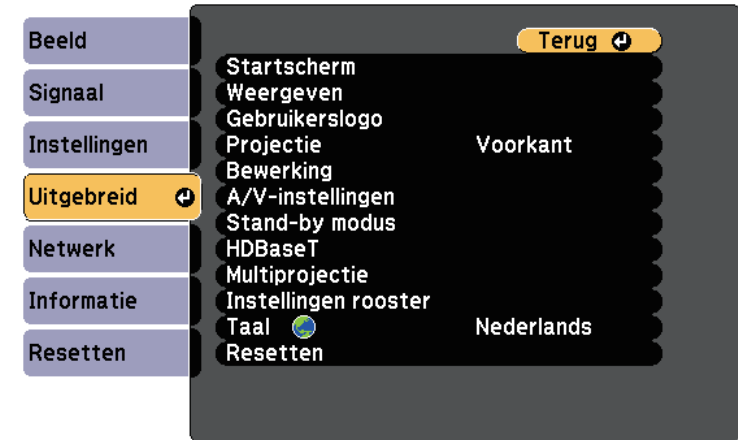 Beeld
Signaal
Instellingen
Uitgebreid
Netwerk
Informatie
Resetten
Terug
Startscherm
Weergeven
Gebruikerslogo
Projectie Voorkant
Bewerking
A/V-instellingen
Stand-by modus
HDBaseT
Multiprojectie
Instellingen rooster
Taal Nederlands
Resetten